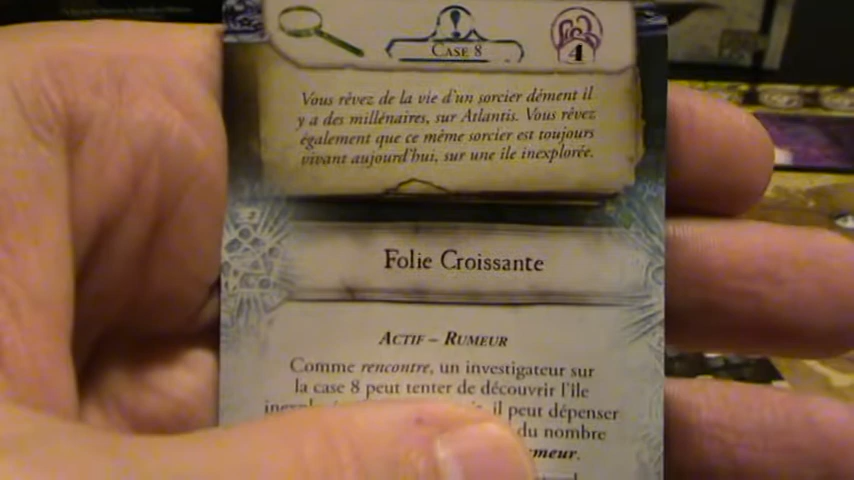 CASE 8
4
Vous rêvez de la vie d'un sorcier dément il
y a des millénaires, sur Atlantis. Vous rêvez
également que ce même sorcier est toujours
vivant aujourd'hui, sur une ile inexplorée.
Folie Croissante
ACTIF – RUMEUR
Comme rencontre, un investigateur sur
la case 8 peut tenter de découvrir l'île
il peut dépenser
du nombre